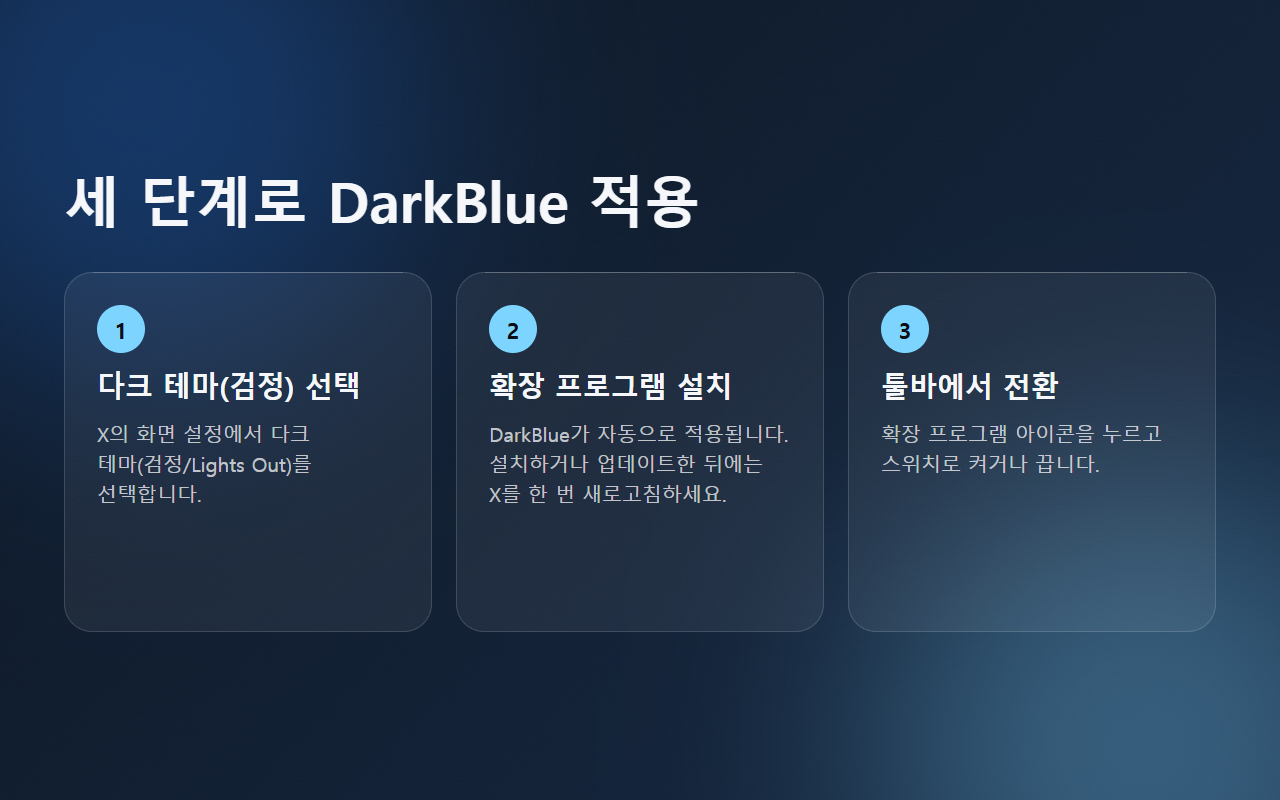 세 단계로 DarkBlue 적용
1
다크 테마(검정) 선택
X의 화면 설정에서 다크
테마(검정/Lights Out)를
선택합니다.
2
확장 프로그램 설치
DarkBlue가 자동으로 적용됩니다.
설치하거나 업데이트한 뒤에는
X를 한 번 새로고침하세요.
3
툴바에서 전환
확장 프로그램 아이콘을 누르고
스위치로 켜거나 끕니다.